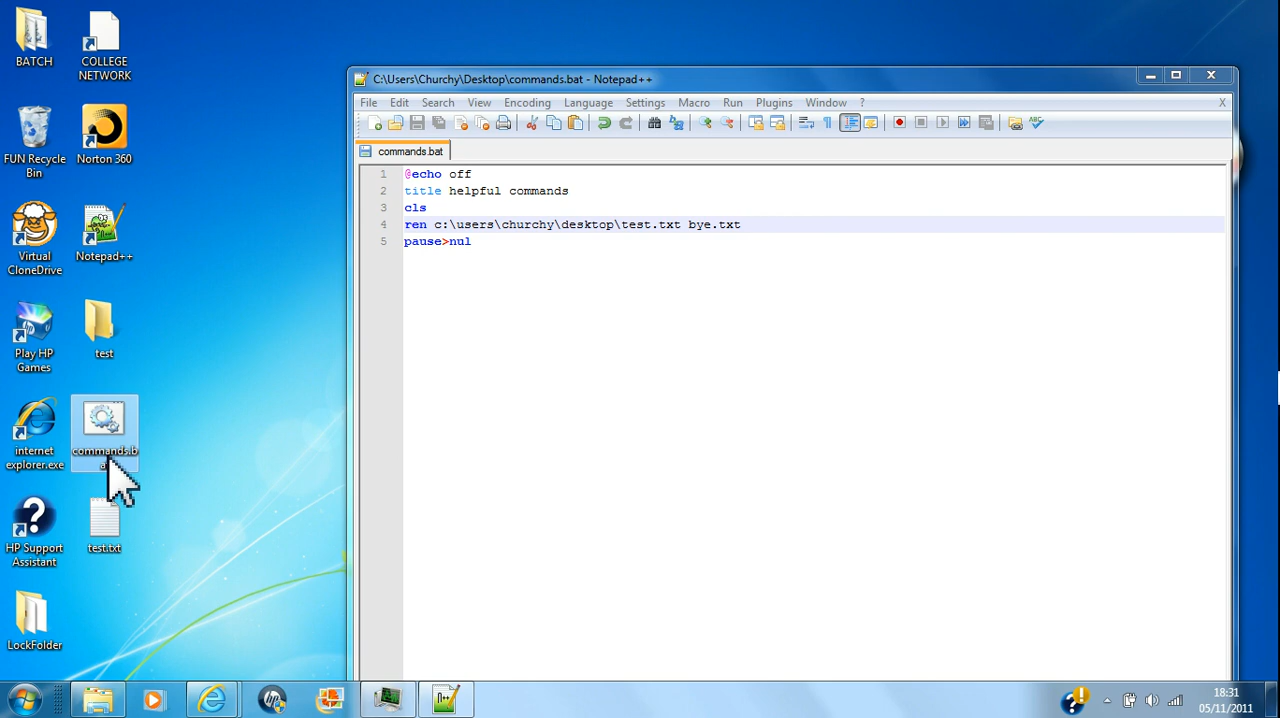 BATCH
COLLEGE
NETWORK
FUN Recycle
Bin
Norton 360
Virtual
CloneDrive
Notepad++
Play HP
Games
test
internet
explorer.exe
commands.b
HP Support
Assistant
test.txt
LockFolder
C:\Users\Churchy\Desktop\commands.bat - Notepad++
File Edit Search View Encoding Language Settings Macro Run Plugins Window ? X
commands.bat
1 @echo off
2 title helpful commands
3 cls
4 ren c:\users\churchy\desktop\test.txt bye.txt
5 pause>nul
18:31
05/11/2011